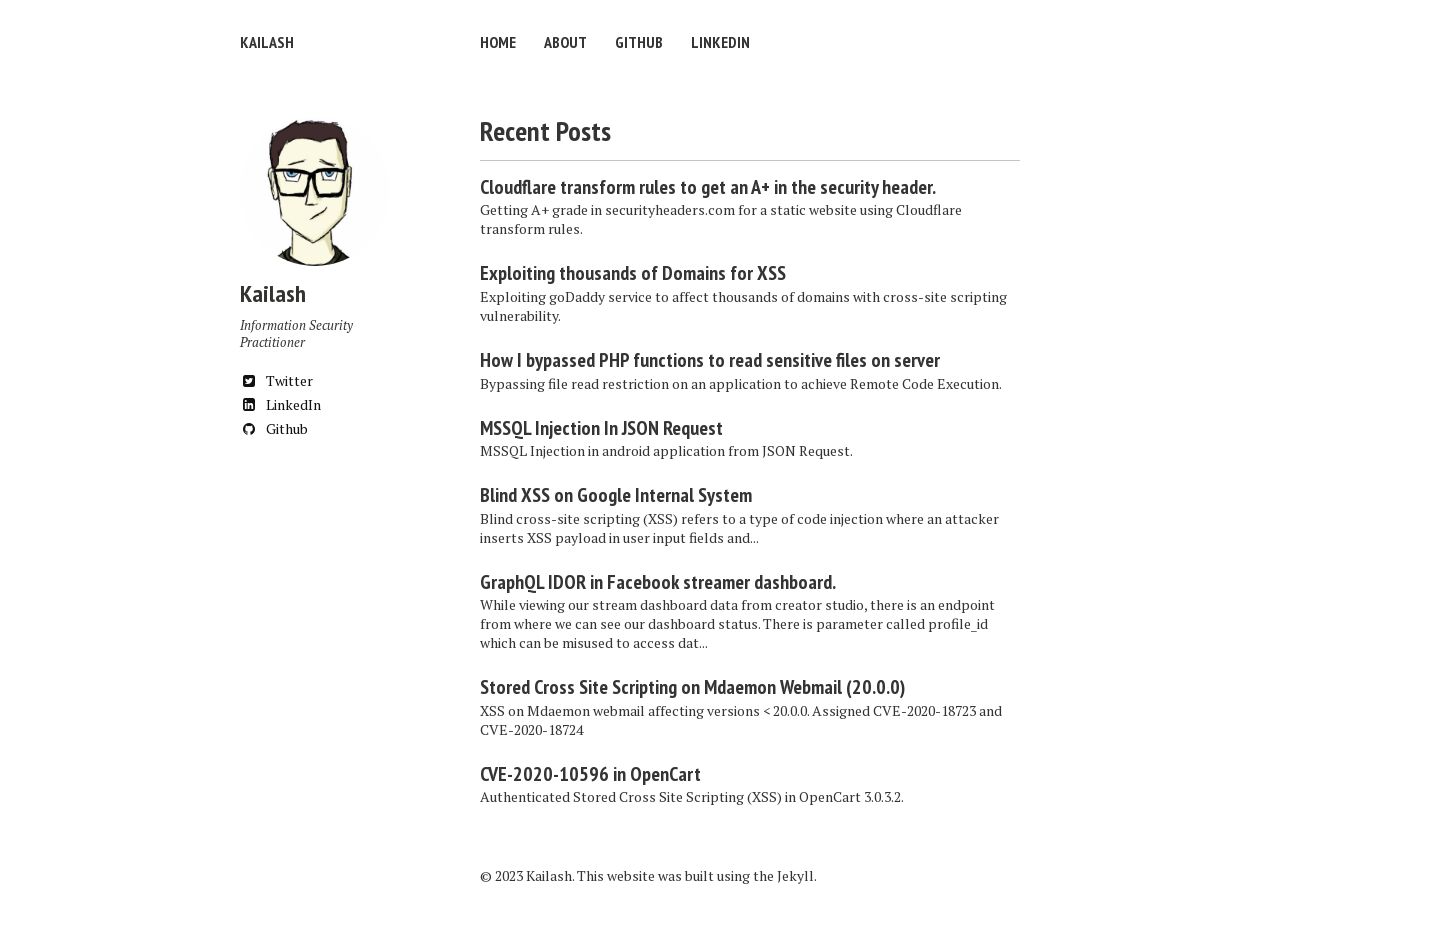 KAILASH
HOME ABOUT GITHUB LINKEDIN
Kailash
Information Security
Practitioner
Twitter
LinkedIn
Github
Recent Posts
Cloudflare transform rules to get an A+ in the security header.
Getting A+ grade in securityheaders.com for a static website using Cloudflare
transform rules.
Exploiting thousands of Domains for XSS
Exploiting goDaddy service to affect thousands of domains with cross-site scripting
vulnerability.
How I bypassed PHP functions to read sensitive files on server
Bypassing file read restriction on an application to achieve Remote Code Execution.
MSSQL Injection In JSON Request
MSSQL Injection in android application from JSON Request.
Blind XSS on Google Internal System
Blind cross-site scripting (XSS) refers to a type of code injection where an attacker
inserts XSS payload in user input fields and...
GraphQL IDOR in Facebook streamer dashboard.
While viewing our stream dashboard data from creator studio, there is an endpoint
from where we can see our dashboard status. There is parameter called profile_id
which can be misused to access dat...
Stored Cross Site Scripting on Mdaemon Webmail (20.0.0)
XSS on Mdaemon webmail affecting versions < 20.0.0. Assigned CVE-2020-18723 and
CVE-2020-18724
CVE-2020-10596 in OpenCart
Authenticated Stored Cross Site Scripting (XSS) in OpenCart 3.0.3.2.
© 2023 Kailash. This website was built using the Jekyll.